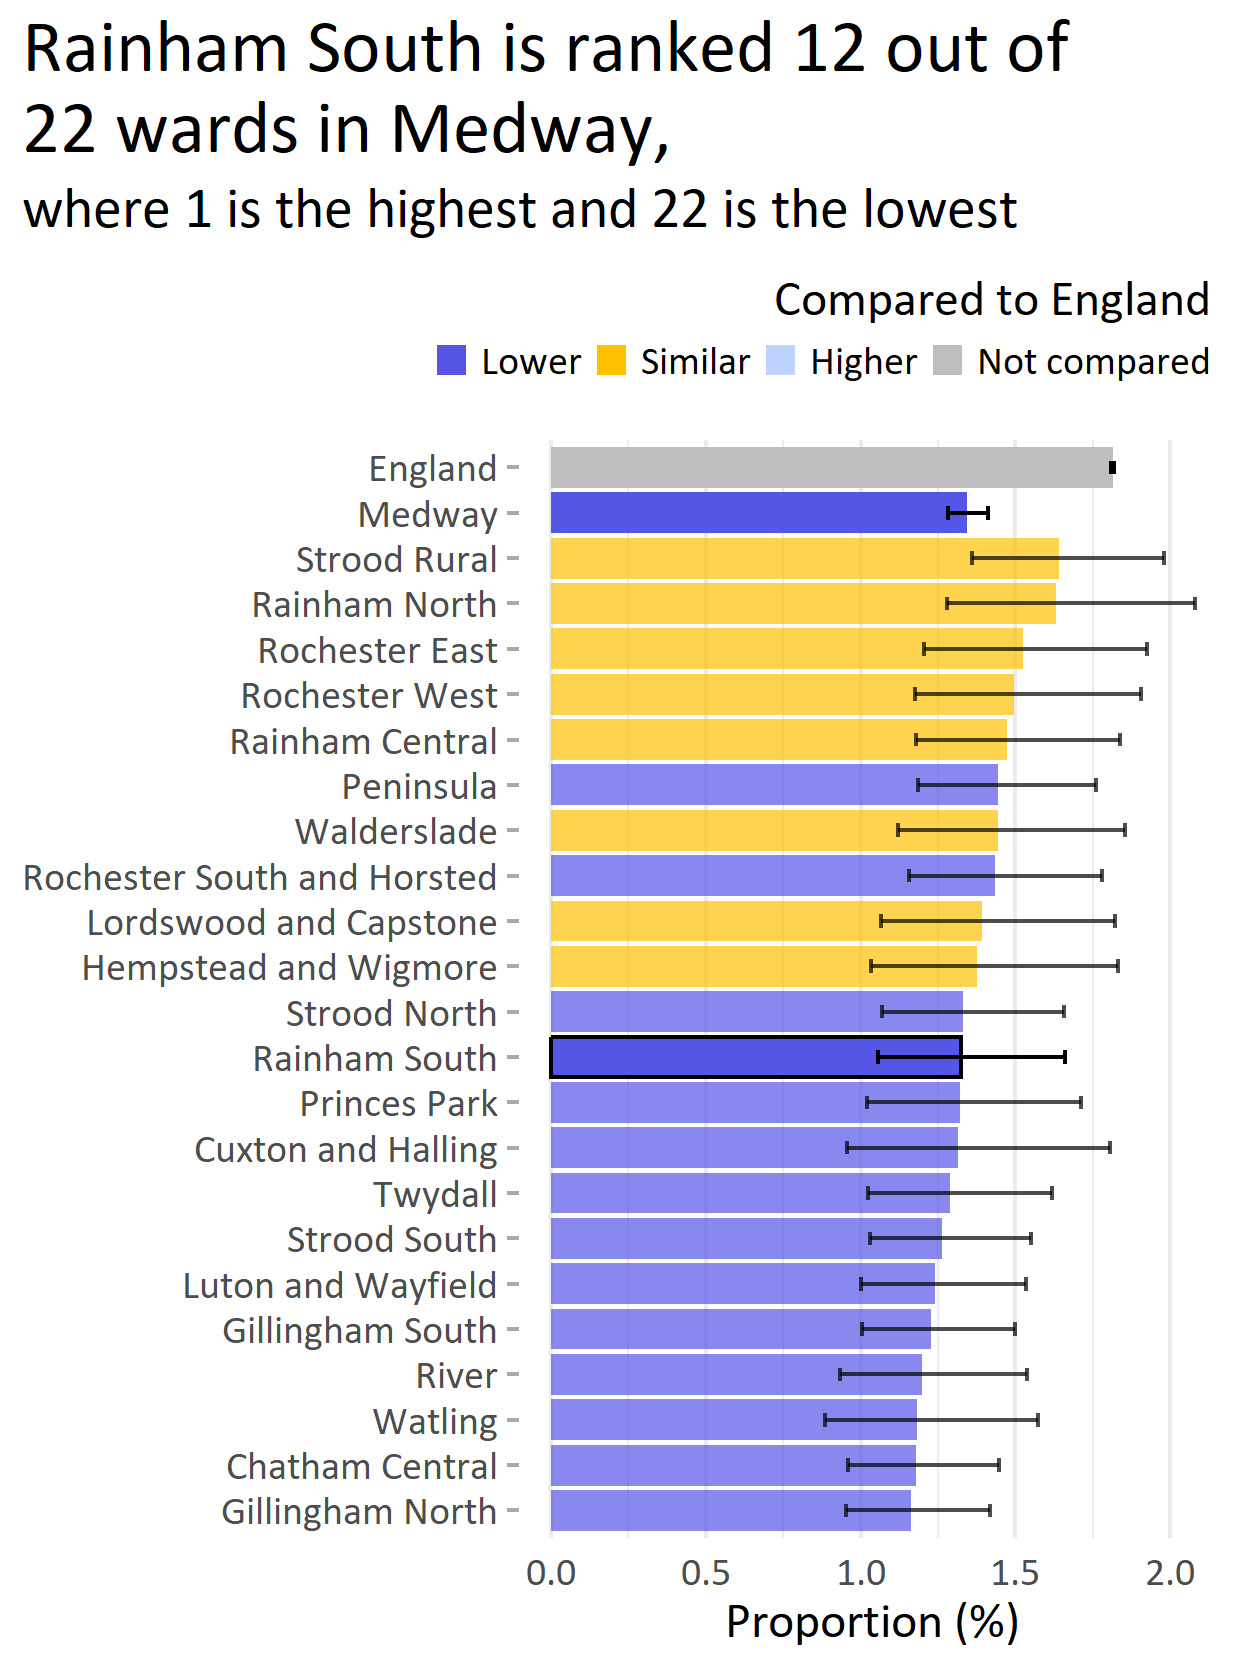 Rainham South is ranked 12 out of
22 wards in Medway,
where 1 is the highest and 22 is the lowest
Compared to England
Lower Similar Higher Not compared
England
Medway
Strood Rural
Rainham North
Rochester East
Rochester West
Rainham Central
Peninsula
Walderslade
Rochester South and Horsted
Lordswood and Capstone
Hempstead and Wigmore
Strood North
Rainham South
Princes Park
Cuxton and Halling
Twydall
Strood South
Luton and Wayfield
Gillingham South
River
Watling
Chatham Central
Gillingham North
0.0 0.5 1.0 1.5 2.0
Proportion (%)